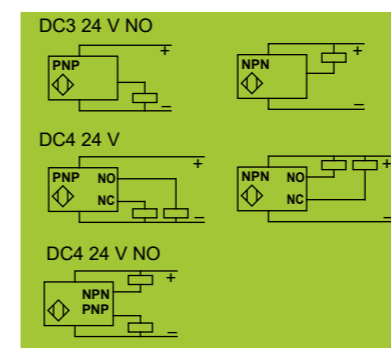 DC3 24 V NO
PNP
+
–
NPN
+
–
DC4 24 V
PNP NO
NC
+
–
NPN NO
NC
+
–
DC4 24 V NO
NPN
PNP
+
–